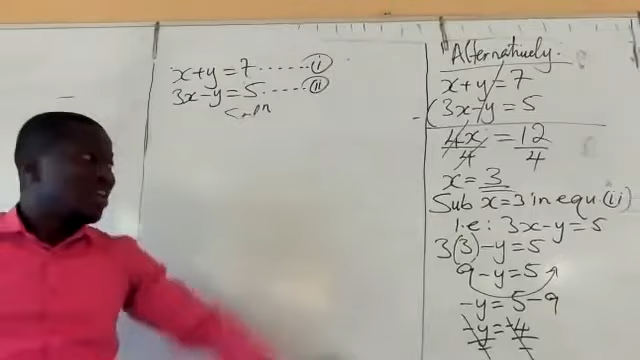 x+y=7......(i)
3x-y=5.....(ii)
Soln
Alternatively:
x+y=7
(3x-y=5
4x/4 = 12/4
x=3
Sub x=3 in equ.(ii)
i.e: 3x-y=5
3(3)-y=5
9-y=5
-y=5-9
-y=-4